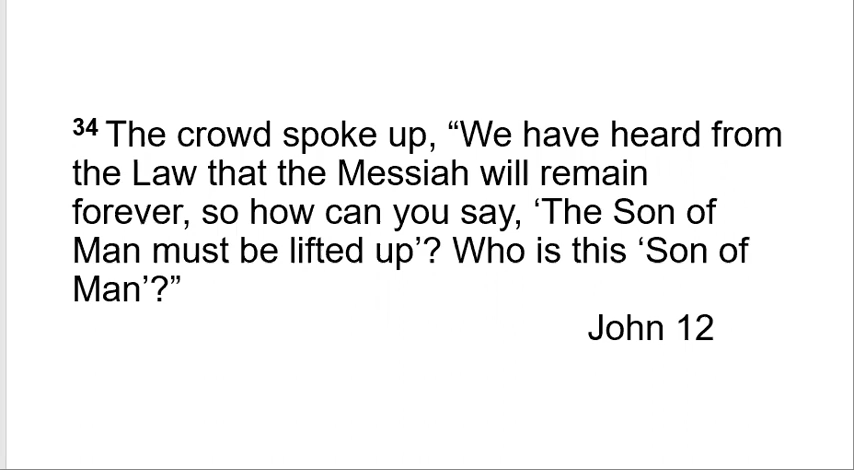 34 The crowd spoke up, “We have heard from
the Law that the Messiah will remain
forever, so how can you say, ‘The Son of
Man must be lifted up’? Who is this ‘Son of
Man’?”
John 12